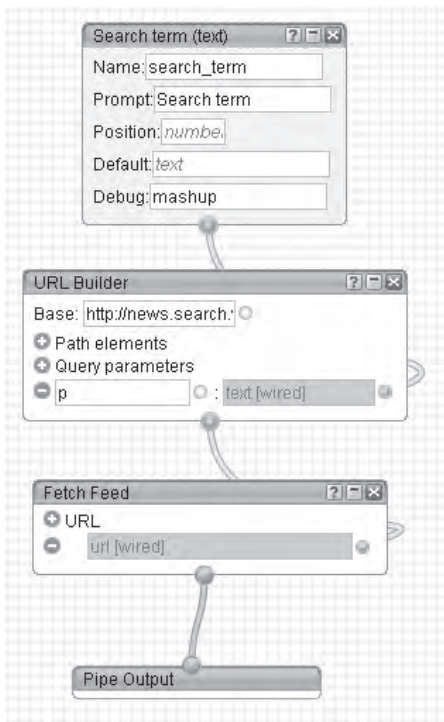 Search term (text) ?
Name: search_term
Prompt: Search term
Position: number
Default: text
Debug: mashup
URL Builder ?
Base: http://news.search.
Path elements
Query parameters
p : text [wired]
Fetch Feed ?
URL
url [wired]
Pipe Output